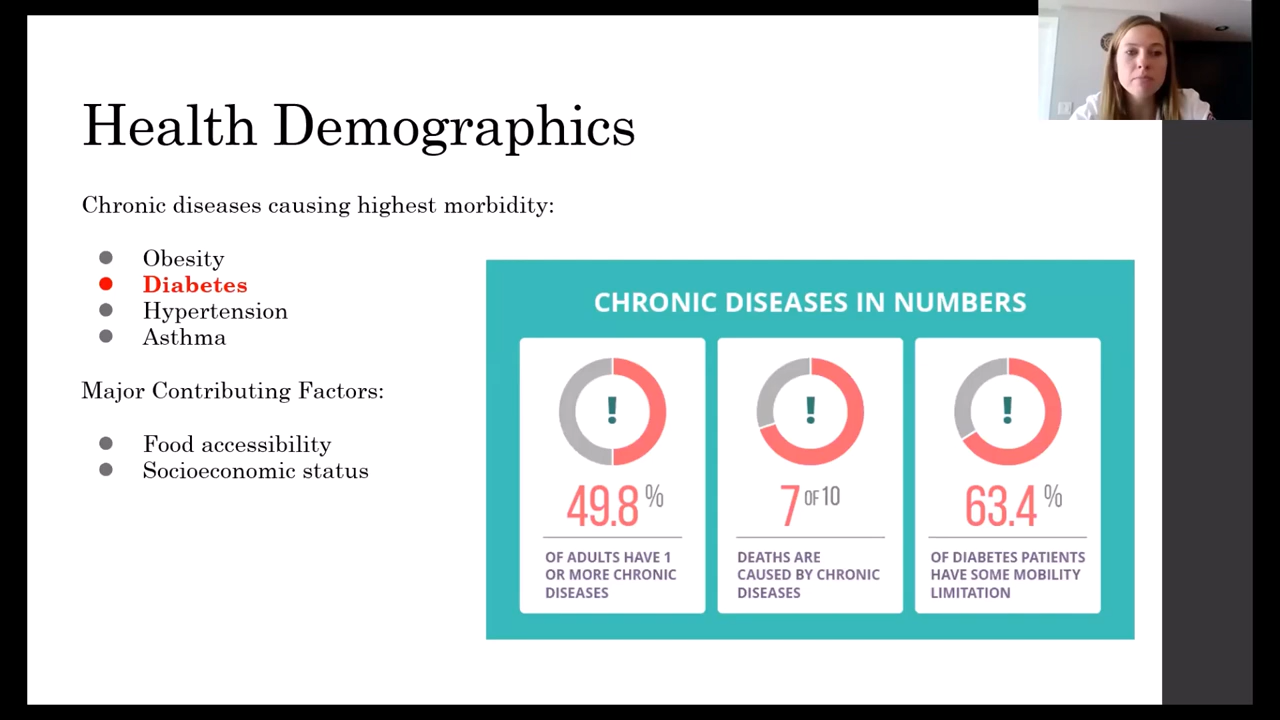 Health Demographics
Chronic diseases causing highest morbidity:
● Obesity
● Diabetes
● Hypertension
● Asthma
Major Contributing Factors:
● Food accessibility
● Socioeconomic status
CHRONIC DISEASES IN NUMBERS
!
49.8%
OF ADULTS HAVE 1
OR MORE CHRONIC
DISEASES
!
7 OF 10
DEATHS ARE
CAUSED BY CHRONIC
DISEASES
!
63.4%
OF DIABETES PATIENTS
HAVE SOME MOBILITY
LIMITATION